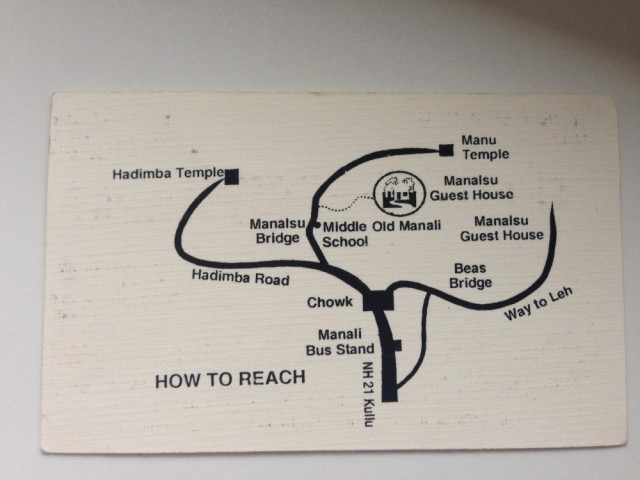 Manu
Temple
Hadimba Temple
Manalsu
Guest House
Manalsu
Bridge
Middle
School
Old Manali
Manalsu
Guest House
Hadimba Road
Beas
Bridge
Way to Leh
Chowk
Manali
Bus Stand
NH 21 Kullu
HOW TO REACH